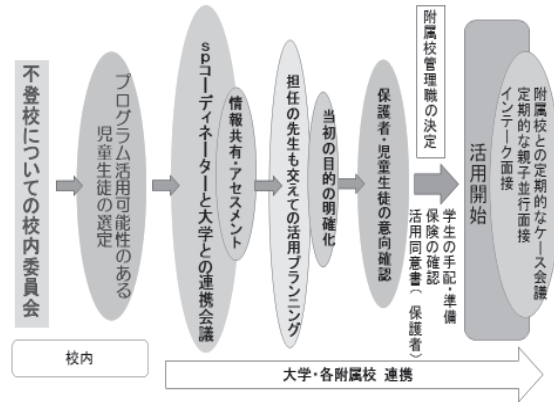 不登校についての校内委員会
プログラム活用可能性のある
児童生徒の選定
spコーディネーターと大学との連携会議
情報共有・アセスメント
担任の先生も交えての活用プランニング
当初の目的の明確化
保護者・児童生徒の意向確認
附属校管理職の決定
学生の手配・準備
保険の確認
活用同意書(保護者)
活用開始
附属校との定期的なケース会議
定期的な親子並行面接
インテーク面接
校内
大学・各附属校 連携